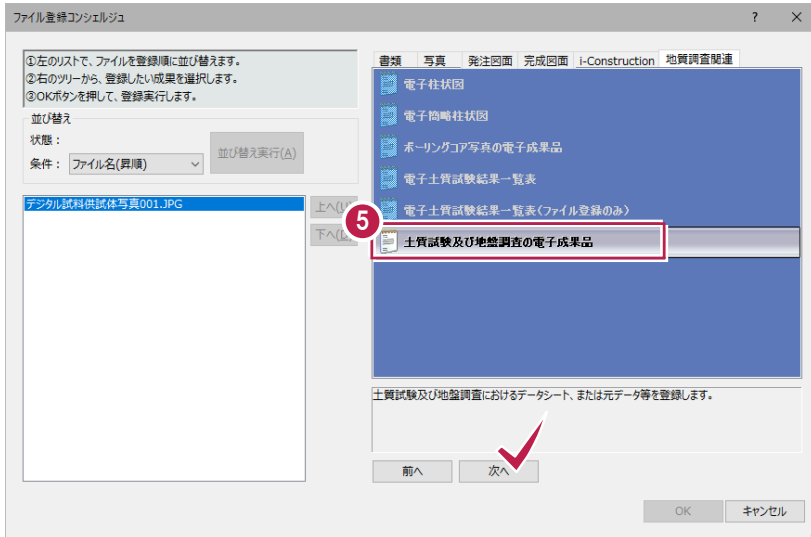 ファイル登録コンシェルジュ
?
①左のリストで、ファイルを登録順に並び替えます。
②右のツリーから、登録したい成果を選択します。
③OKボタンを押して、登録実行します。
並び替え
状態：
条件： ファイル名(昇順)
並び替え実行(A)
デジタル試料供試体写真001.JPG
上へ(U)
下へ(D)
書類 写真 発注図面 完成図面 i-Construction 地質調査関連
電子柱状図
電子簡略柱状図
ボーリングコア写真の電子成果品
電子土質試験結果一覧表
電子土質試験結果一覧表(ファイル登録のみ)
5
土質試験及び地盤調査の電子成果品
土質試験及び地盤調査におけるデータシート、または元データ等を登録します。
前へ
次へ
OK
キャンセル